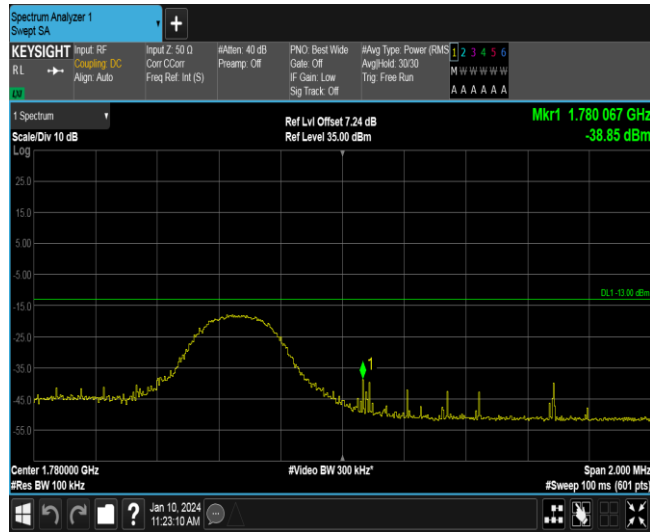 Spectrum Analyzer 1
Swept SA
+
KEYSIGHT
RL
LXI
Input: RF
Coupling: DC
Align: Auto
Input Z: 50 Ω
Corr CCorr
Freq Ref: Int (S)
#Atten: 40 dB
Preamp: Off
PNO: Best Wide
Gate: Off
IF Gain: Low
Sig Track: Off
#Avg Type: Power (RMS
Avg|Hold: 30/30
Trig: Free Run
1 2 3 4 5 6
M W W W W W
A A A A A A
1 Spectrum
Scale/Div 10 dB
Ref Lvl Offset 7.24 dB
Ref Level 35.00 dBm
Mkr1 1.780 067 GHz
-38.85 dBm
Log
25.0
15.0
5.00
-5.00
DL1 -13.00 dBm
-15.0
-25.0
-35.0
1
-45.0
-55.0
Center 1.780000 GHz
#Video BW 300 kHz*
Span 2.000 MHz
#Res BW 100 kHz
#Sweep 100 ms (601 pts)
?
Jan 10, 2024
11:23:10 AM